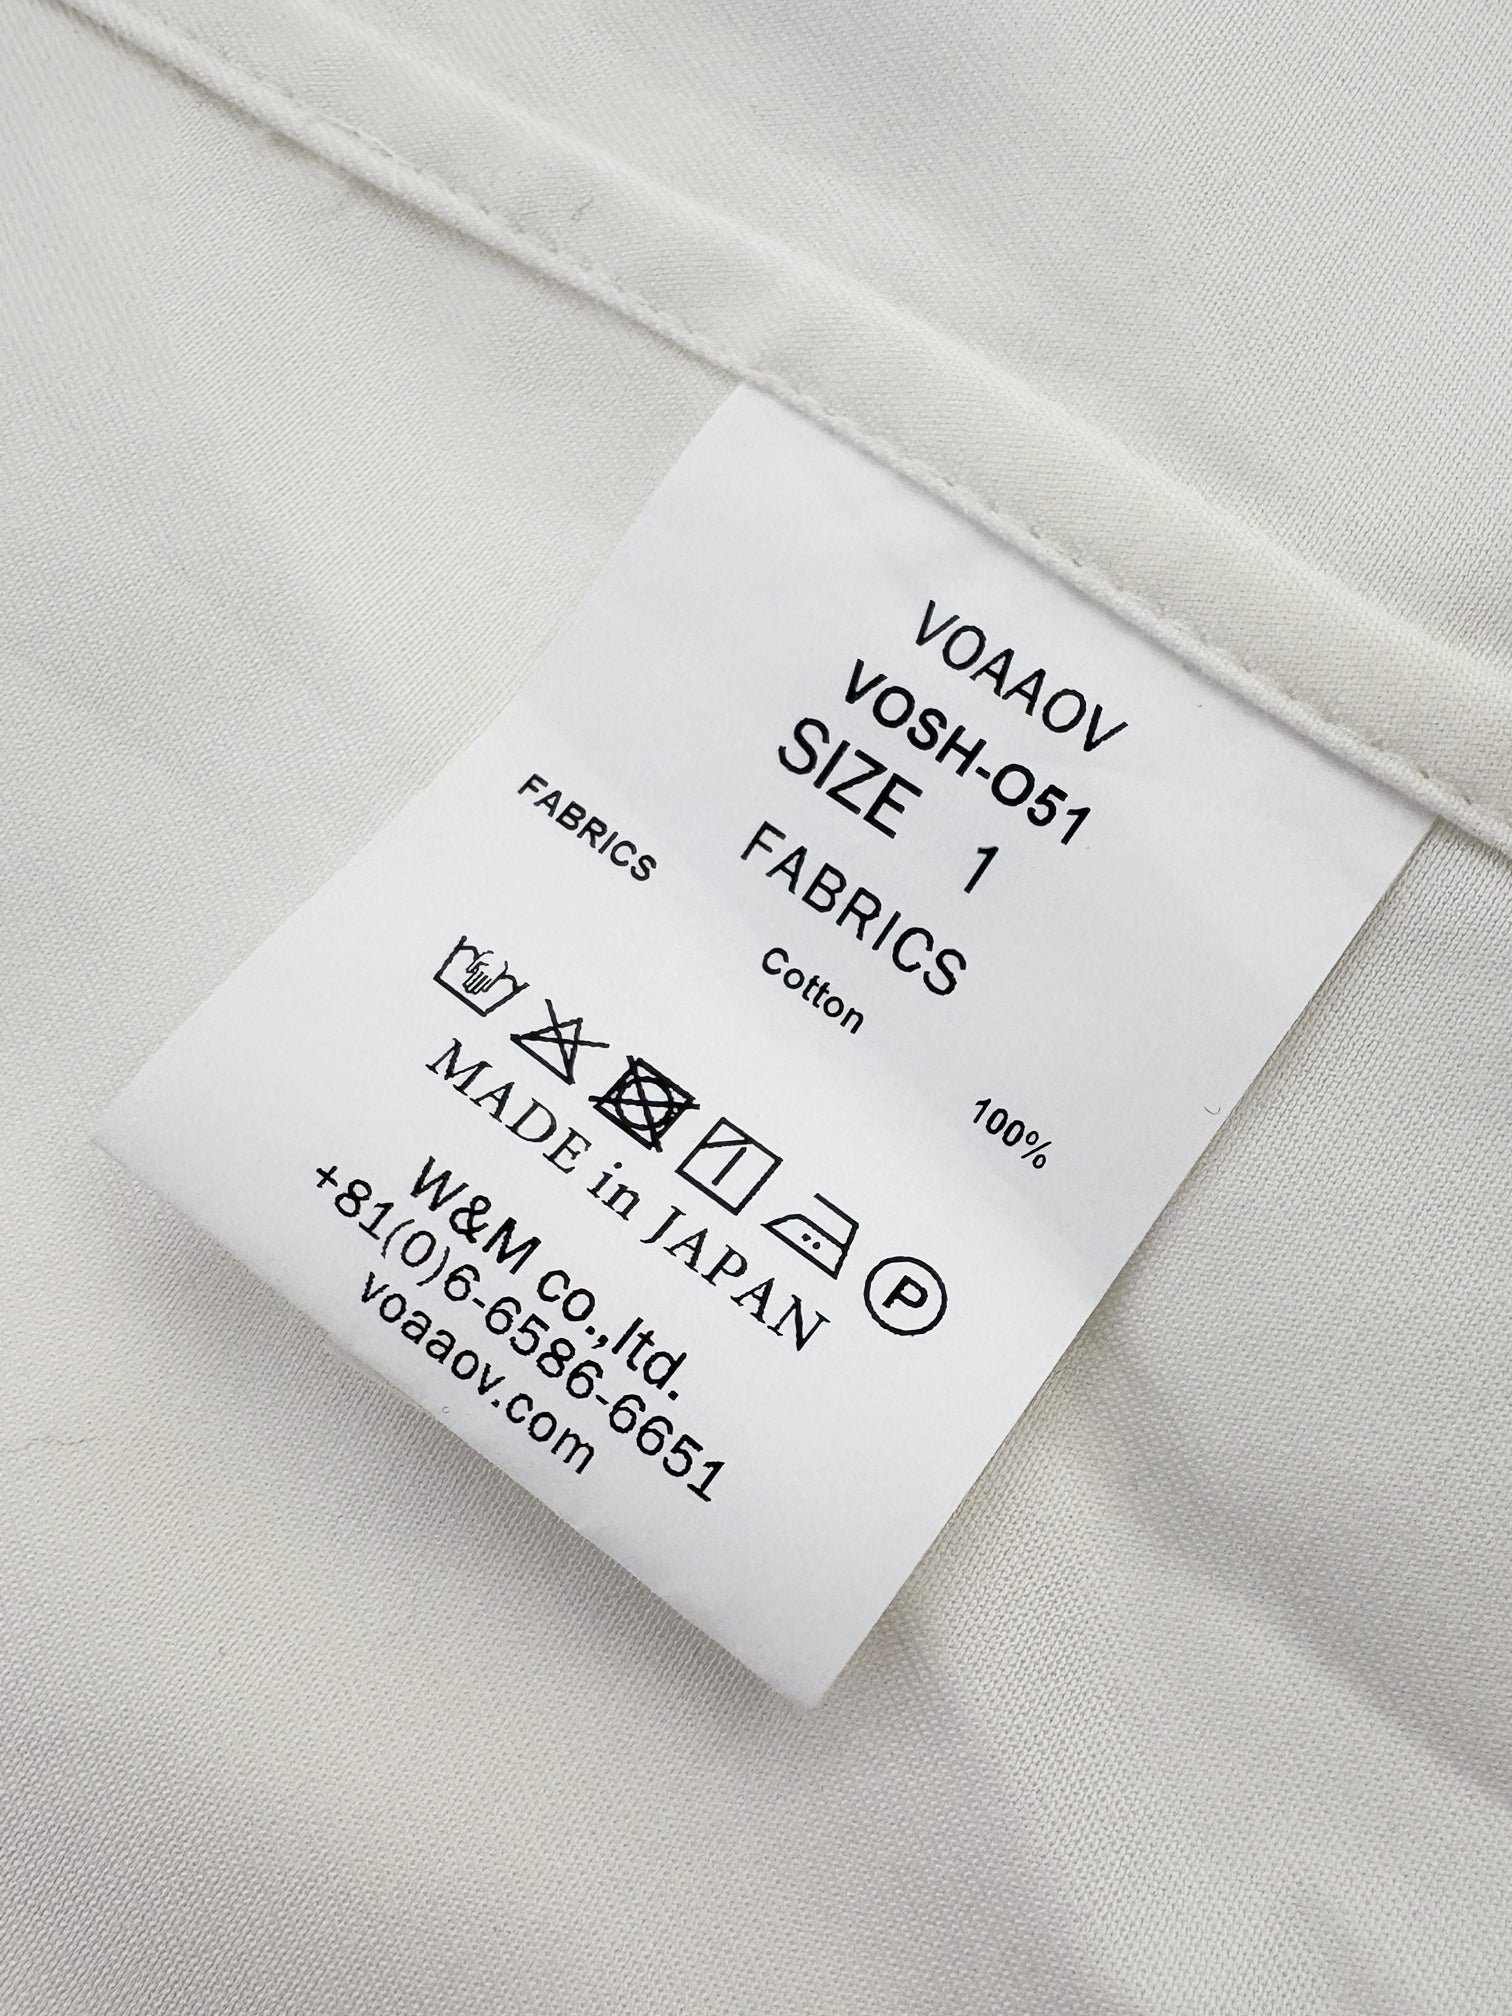 VOAAOV
VOSH-O51
SIZE 1
FABRICS
FABRICS Cotton 100%
P
MADE in JAPAN
W&M co.,ltd.
+81(0)6-6586-6651
voaaov.com